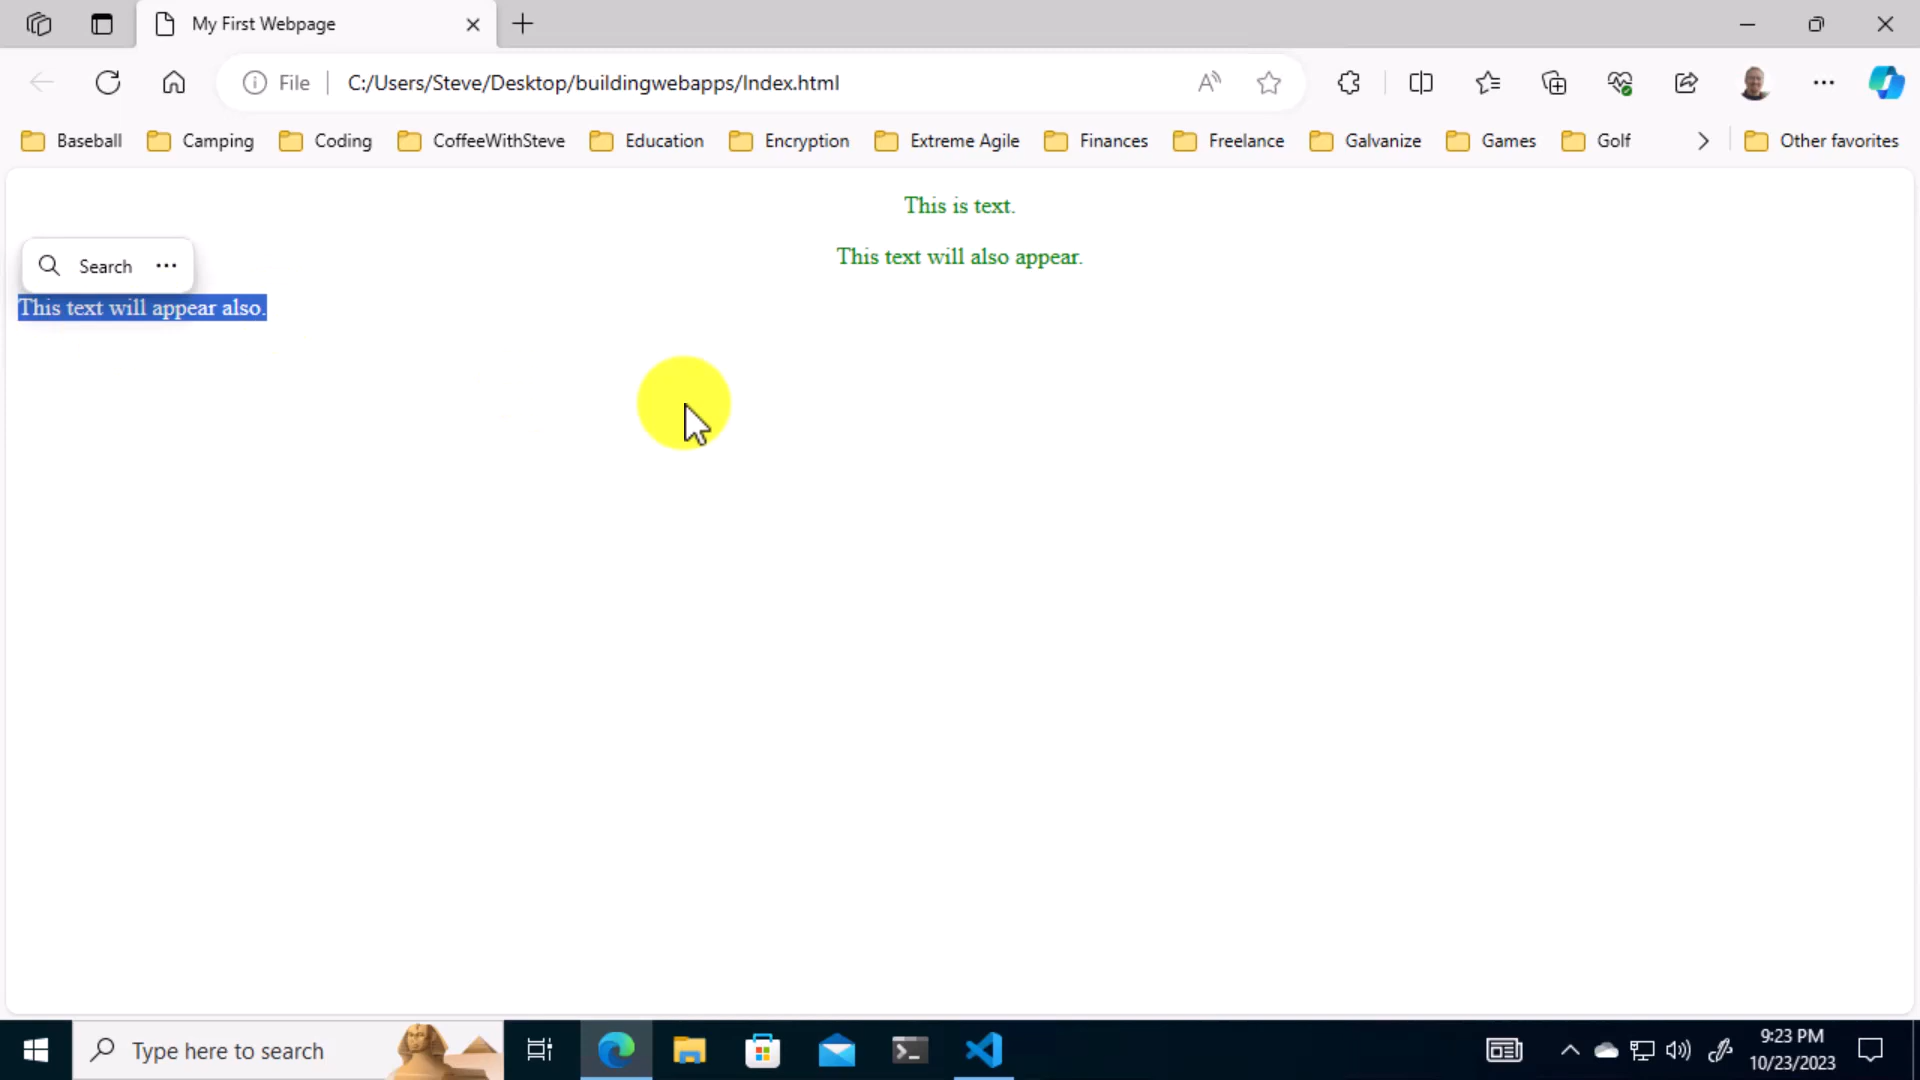 My First Webpage
File C:/Users/Steve/Desktop/buildingwebapps/Index.html
Baseball Camping Coding CoffeeWithSteve Education Encryption Extreme Agile Finances Freelance Galvanize Games Golf Other favorites
This is text.
This text will also appear.
Search
This text will appear also.
Type here to search
9:23 PM
10/23/2023